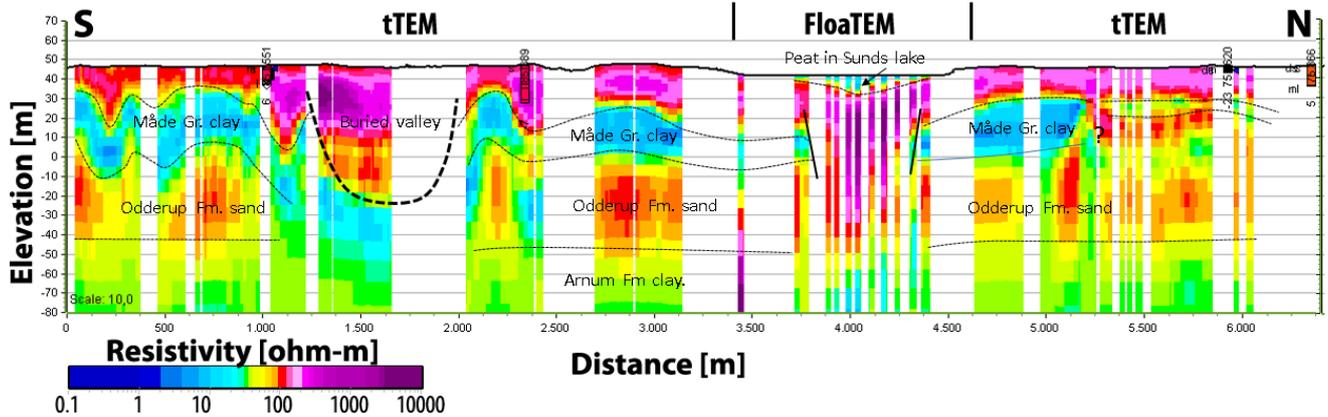 S tTEM FloaTEM tTEM N
70
60
50
40
30
20
10
0
-10
-20
-30
-40
-50
-60
-70
-80
Elevation [m]
Peat in Sunds lake
Måde Gr. clay
Buried valley
Måde Gr. clay
Måde Gr. clay
?
Odderup Fm. sand
Odderup Fm. sand
Odderup Fm. sand
Arnum Fm clay.
Scale: 10,0
0 500 1.000 1.500 2.000 2.500 3.000 3.500 4.000 4.500 5.000 5.500 6.000
Distance [m]
Resistivity [ohm-m]
0.1 1 10 100 1000 10000